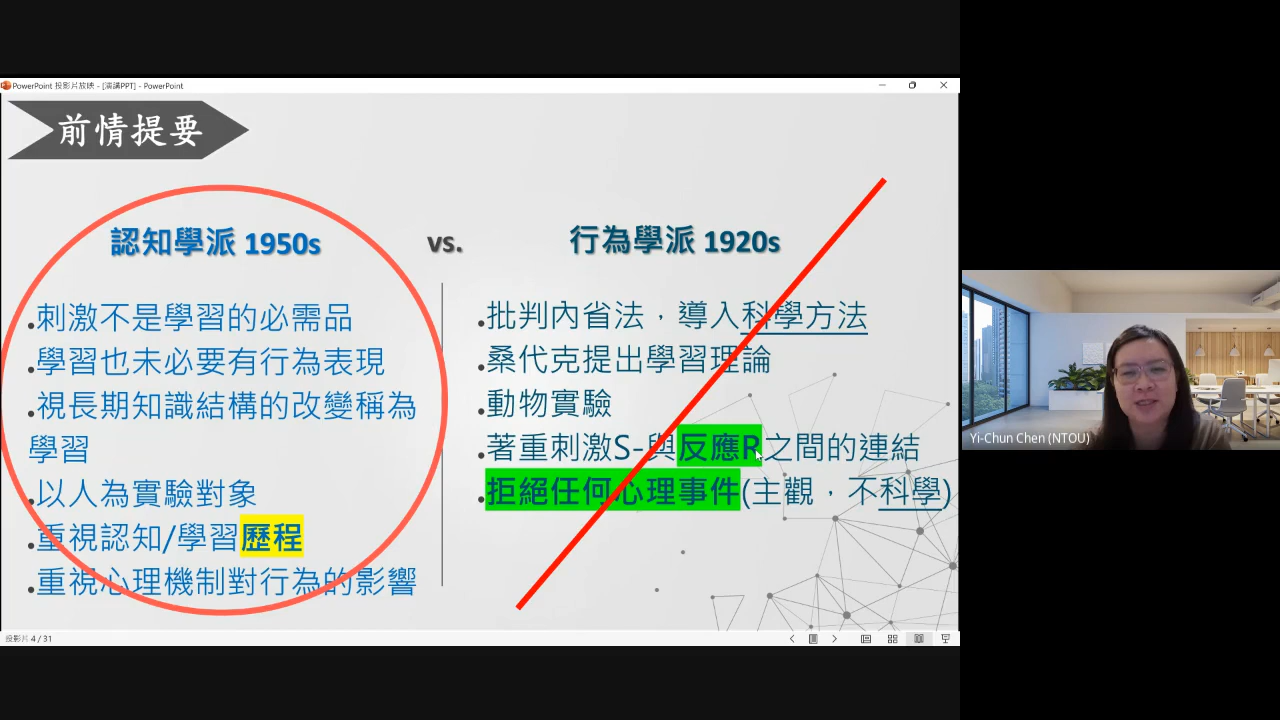 PowerPoint 投影片放映 - [演講PPT] - PowerPoint
前情提要
認知學派 1950s
vs.
行為學派 1920s
刺激不是學習的必需品
學習也未必要有行為表現
視長期知識結構的改變稱為
學習
以人為實驗對象
重視認知/學習歷程
重視心理機制對行為的影響
批判內省法，導入科學方法
桑代克提出學習理論
動物實驗
著重刺激S-與反應R之間的連結
拒絕任何心理事件(主觀，不科學)
投影片 4 / 31
Yi-Chun Chen (NTOU)